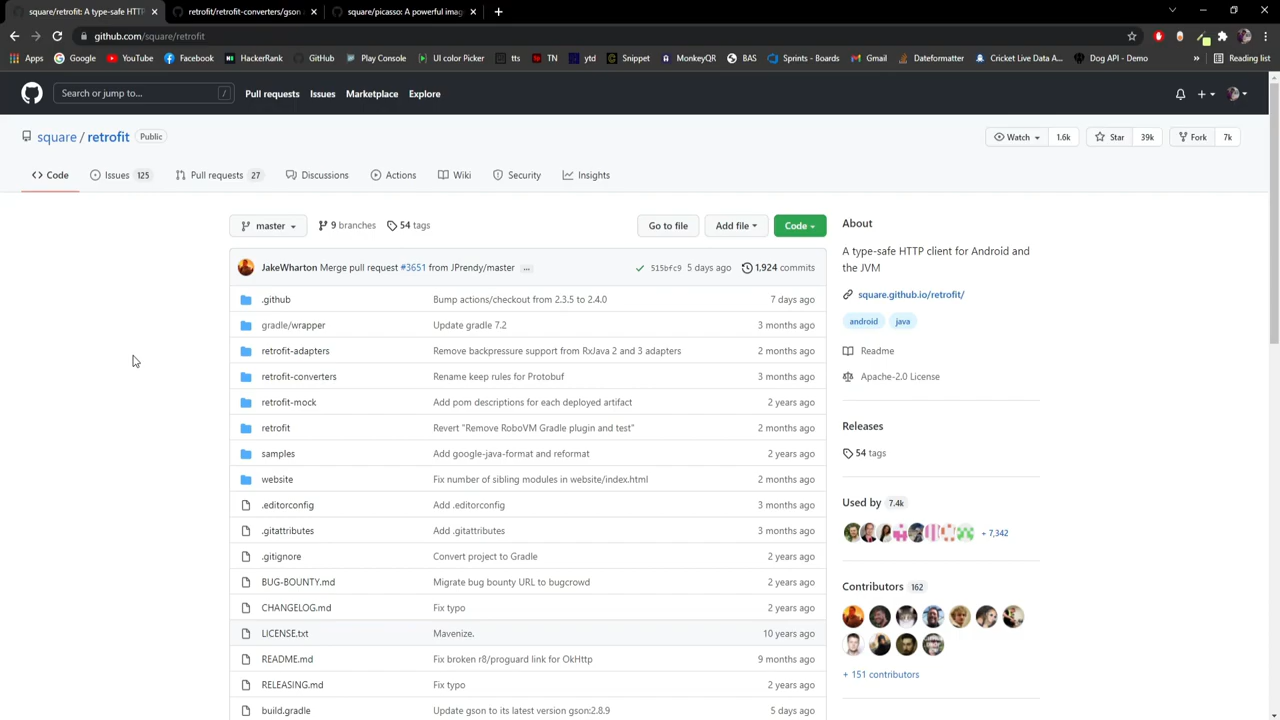 square/retrofit: A type-safe HTTP
retrofit/retrofit-converters/gson
square/picasso: A powerful imag
github.com/square/retrofit
Apps Google YouTube Facebook HackerRank GitHub Play Console UI color Picker tts TN ytd Snippet MonkeyQR BAS Sprints - Boards Gmail Dateformatter Cricket Live Data A... Dog API - Demo » Reading list
Search or jump to... / Pull requests Issues Marketplace Explore
square / retrofit Public Watch 1.6k Star 39k Fork 7k
Code Issues 125 Pull requests 27 Discussions Actions Wiki Security Insights
master 9 branches 54 tags Go to file Add file Code
JakeWharton Merge pull request #3651 from JPrendy/master ... 515bfc9 5 days ago 1,924 commits
.github Bump actions/checkout from 2.3.5 to 2.4.0 7 days ago
gradle/wrapper Update gradle 7.2 3 months ago
retrofit-adapters Remove backpressure support from RxJava 2 and 3 adapters 2 months ago
retrofit-converters Rename keep rules for Protobuf 3 months ago
retrofit-mock Add pom descriptions for each deployed artifact 2 years ago
retrofit Revert "Remove RoboVM Gradle plugin and test" 2 months ago
samples Add google-java-format and reformat 2 years ago
website Fix number of sibling modules in website/index.html 2 months ago
.editorconfig Add .editorconfig 3 months ago
.gitattributes Add .gitattributes 3 months ago
.gitignore Convert project to Gradle 2 years ago
BUG-BOUNTY.md Migrate bug bounty URL to bugcrowd 2 years ago
CHANGELOG.md Fix typo 2 years ago
LICENSE.txt Mavenize. 10 years ago
README.md Fix broken r8/proguard link for OkHttp 9 months ago
RELEASING.md Fix typo 2 years ago
build.gradle Update gson to its latest version gson:2.8.9 5 days ago
About
A type-safe HTTP client for Android and
the JVM
square.github.io/retrofit/
android java
Readme
Apache-2.0 License
Releases
54 tags
Used by 7.4k
+ 7,342
Contributors 162
+ 151 contributors